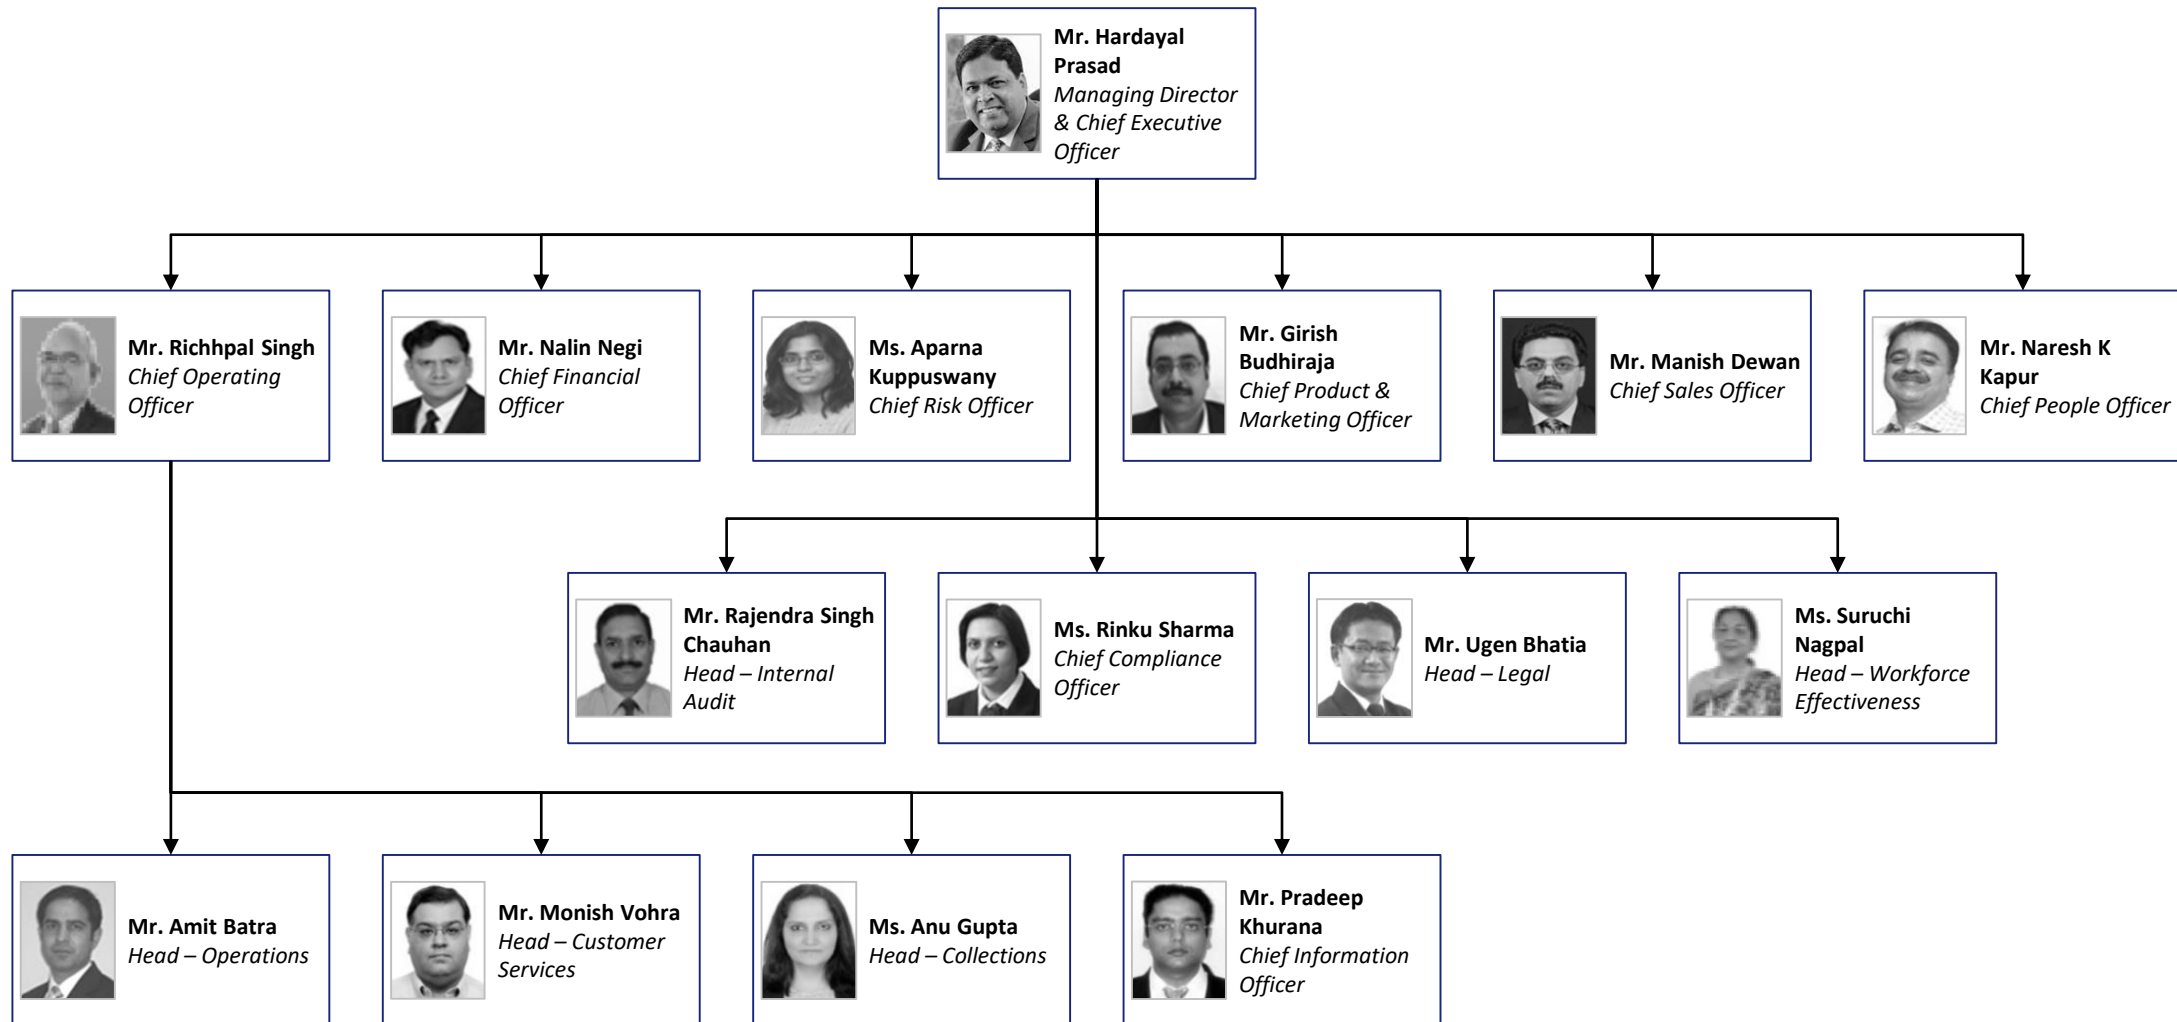 Mr. Hardayal
Prasad
Managing Director
& Chief Executive
Officer
Mr. Richhpal Singh
Chief Operating
Officer
Mr. Nalin Negi
Chief Financial
Officer
Ms. Aparna
Kuppuswany
Chief Risk Officer
Mr. Girish
Budhiraja
Chief Product &
Marketing Officer
Mr. Manish Dewan
Chief Sales Officer
Mr. Naresh K
Kapur
Chief People Officer
Mr. Rajendra Singh
Chauhan
Head – Internal
Audit
Ms. Rinku Sharma
Chief Compliance
Officer
Mr. Ugen Bhatia
Head – Legal
Ms. Suruchi
Nagpal
Head – Workforce
Effectiveness
Mr. Amit Batra
Head – Operations
Mr. Monish Vohra
Head – Customer
Services
Ms. Anu Gupta
Head – Collections
Mr. Pradeep
Khurana
Chief Information
Officer